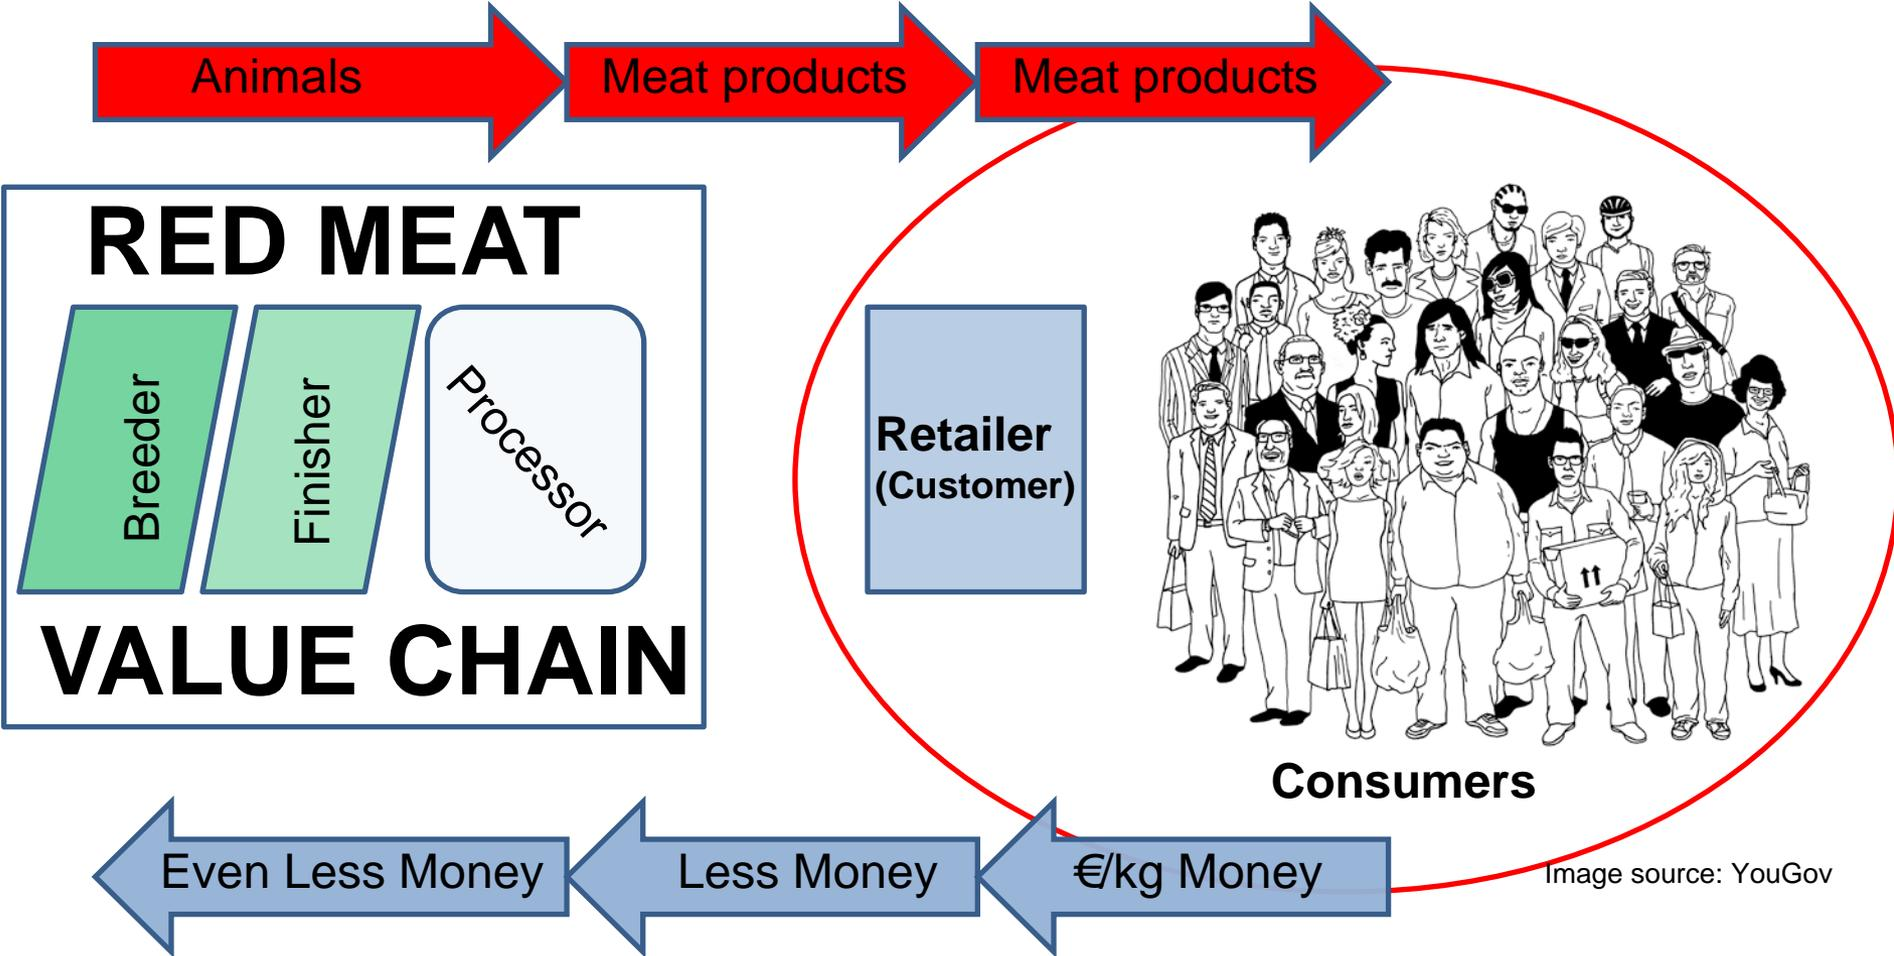 Animals
Meat products
Meat products
RED MEAT
Breeder
Finisher
Processor
VALUE CHAIN
Retailer
(Customer)
Consumers
Even Less Money
Less Money
€/kg Money
Image source: YouGov